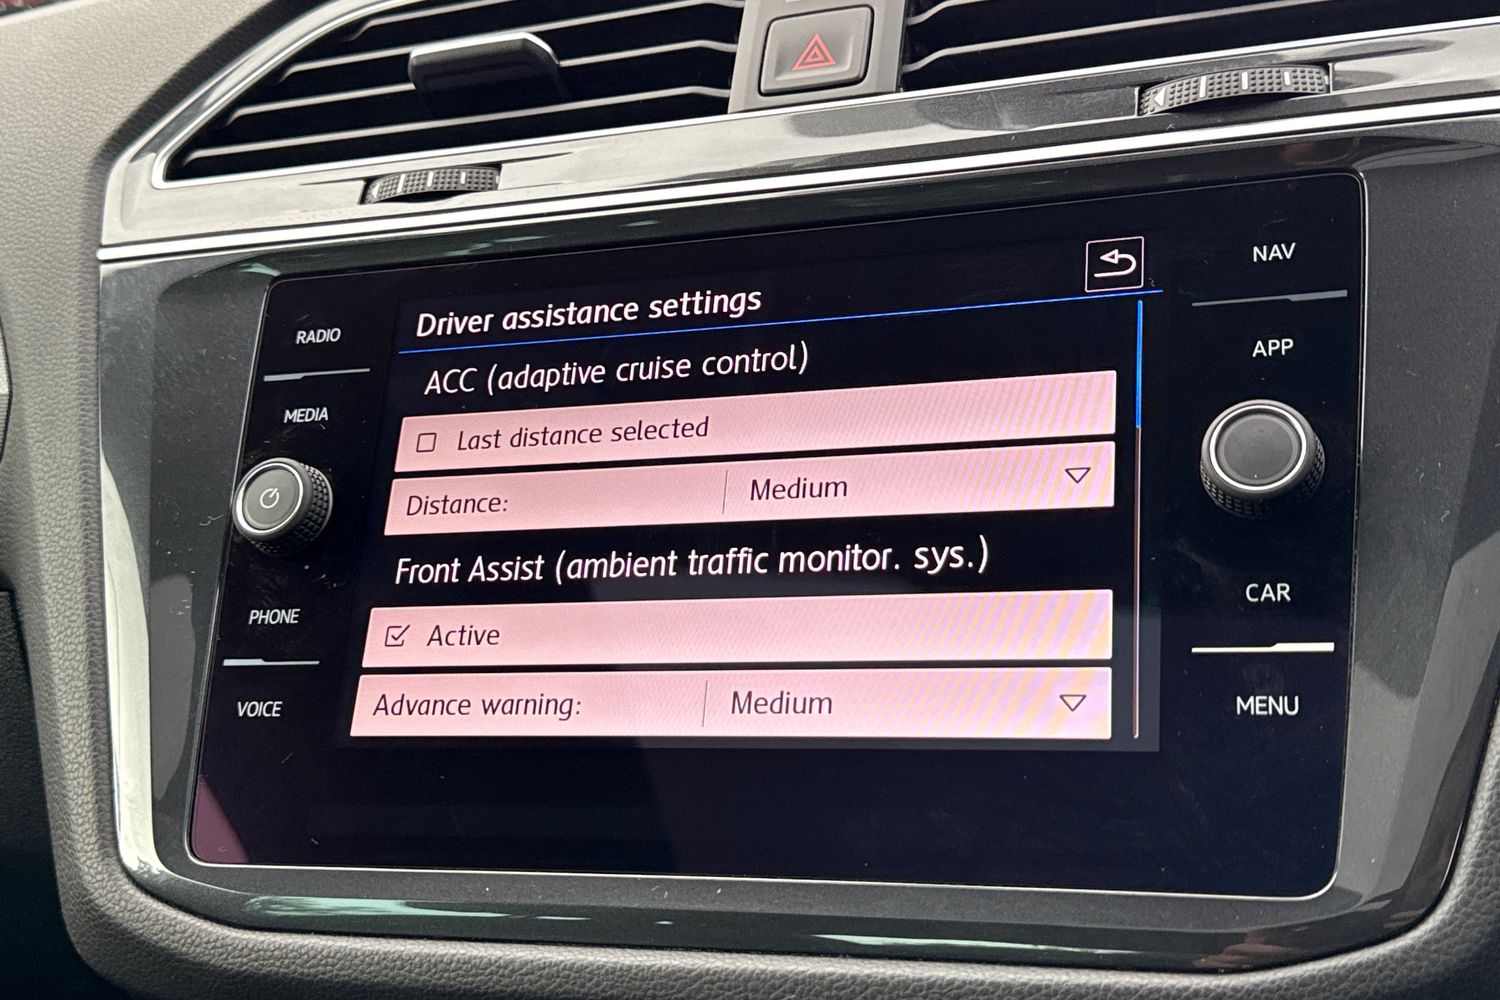 RADIO
MEDIA
PHONE
VOICE
Driver assistance settings
ACC (adaptive cruise control)
Last distance selected
Distance: Medium
Front Assist (ambient traffic monitor. sys.)
Active
Advance warning: Medium
NAV
APP
CAR
MENU